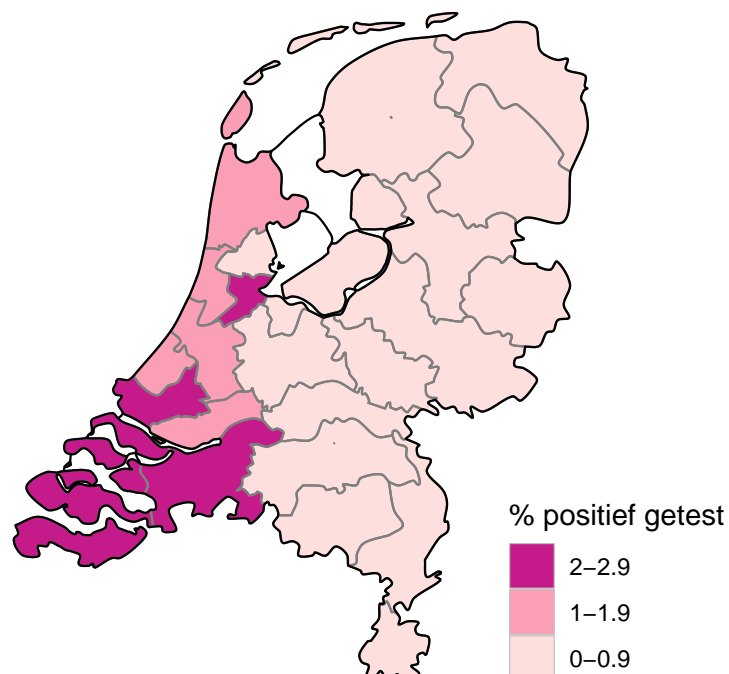 % positief getest
2–2.9
1–1.9
0–0.9